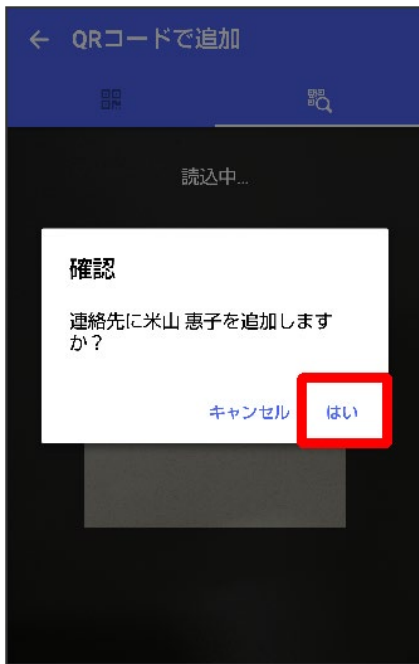 QRコードで追加
読込中...
確認
連絡先に米山 惠子を追加します
か？
キャンセル はい